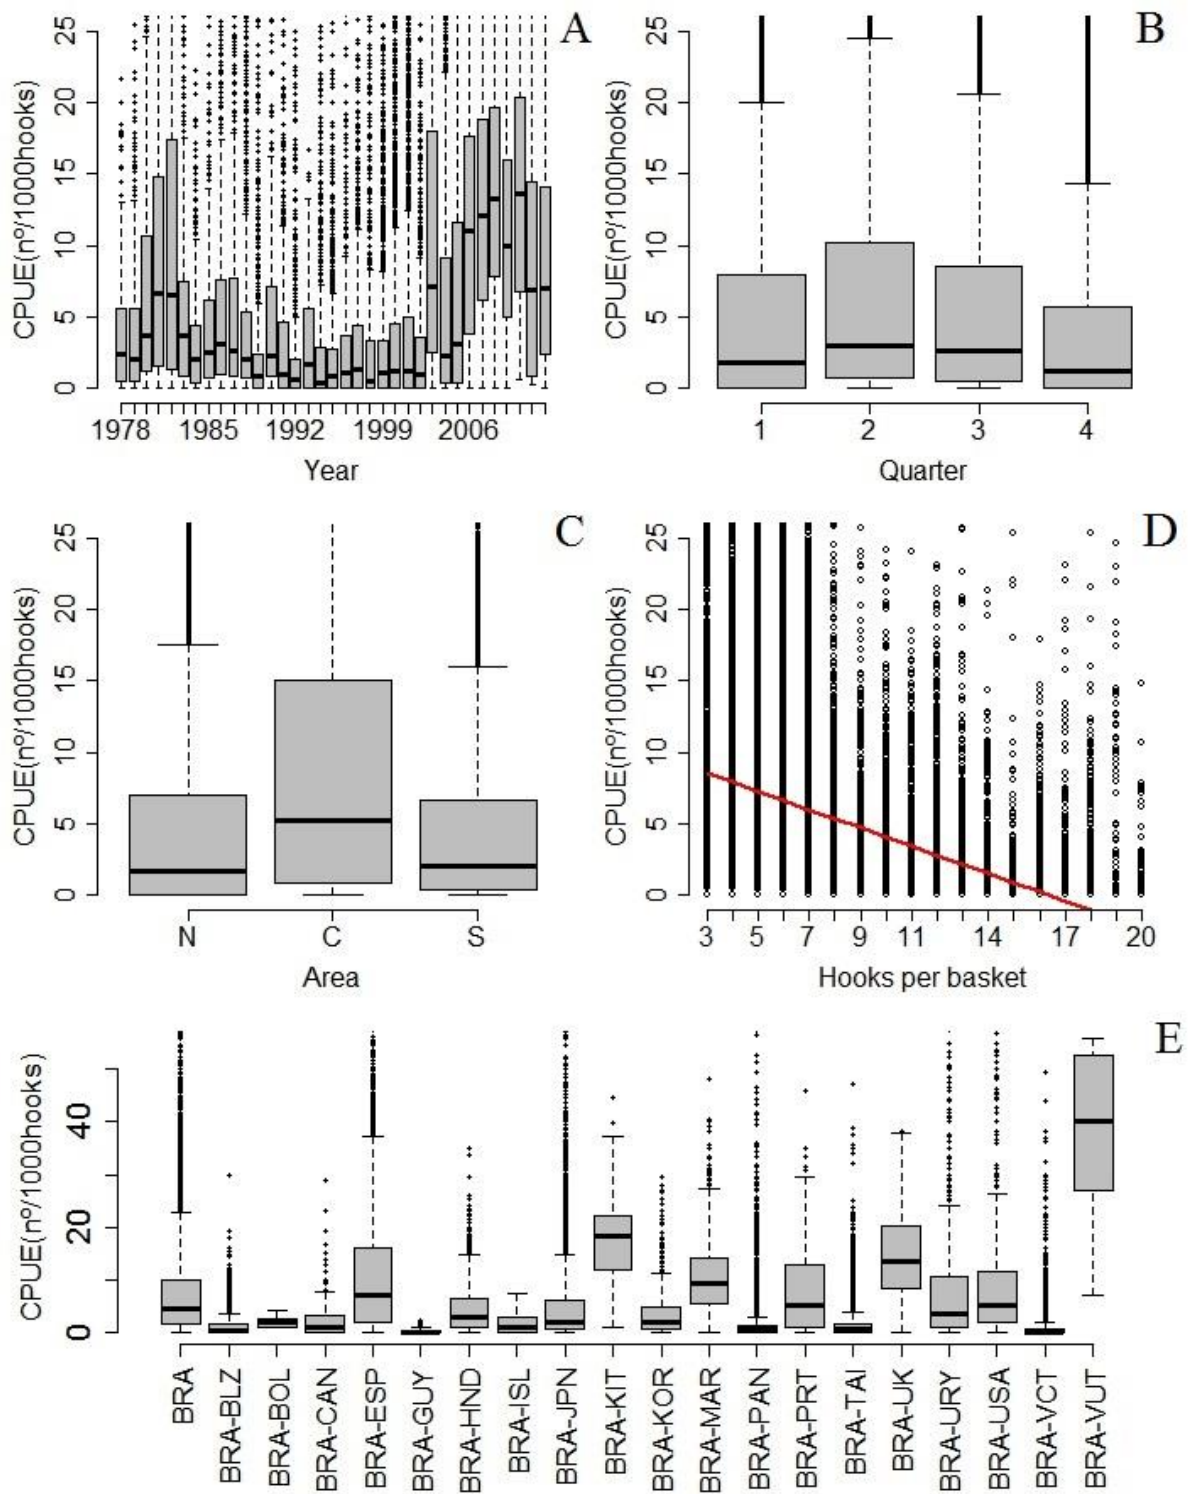 A
CPUE(nº/1000hooks)
25
20
15
10
5
0
1978 1985 1992 1999 2006
Year
B
CPUE(nº/1000hooks)
25
20
15
10
5
0
1 2 3 4
Quarter
C
CPUE(nº/1000hooks)
25
20
15
10
5
0
N C S
Area
D
CPUE(nº/1000hooks)
25
20
15
10
5
0
3 5 7 9 11 14 17 20
Hooks per basket
E
CPUE(nº/1000hooks)
40
20
0
BRA
BRA-BLZ
BRA-BOL
BRA-CAN
BRA-ESP
BRA-GUY
BRA-HND
BRA-ISL
BRA-JPN
BRA-KIT
BRA-KOR
BRA-MAR
BRA-PAN
BRA-PRT
BRA-TAI
BRA-UK
BRA-URY
BRA-USA
BRA-VCT
BRA-VUT